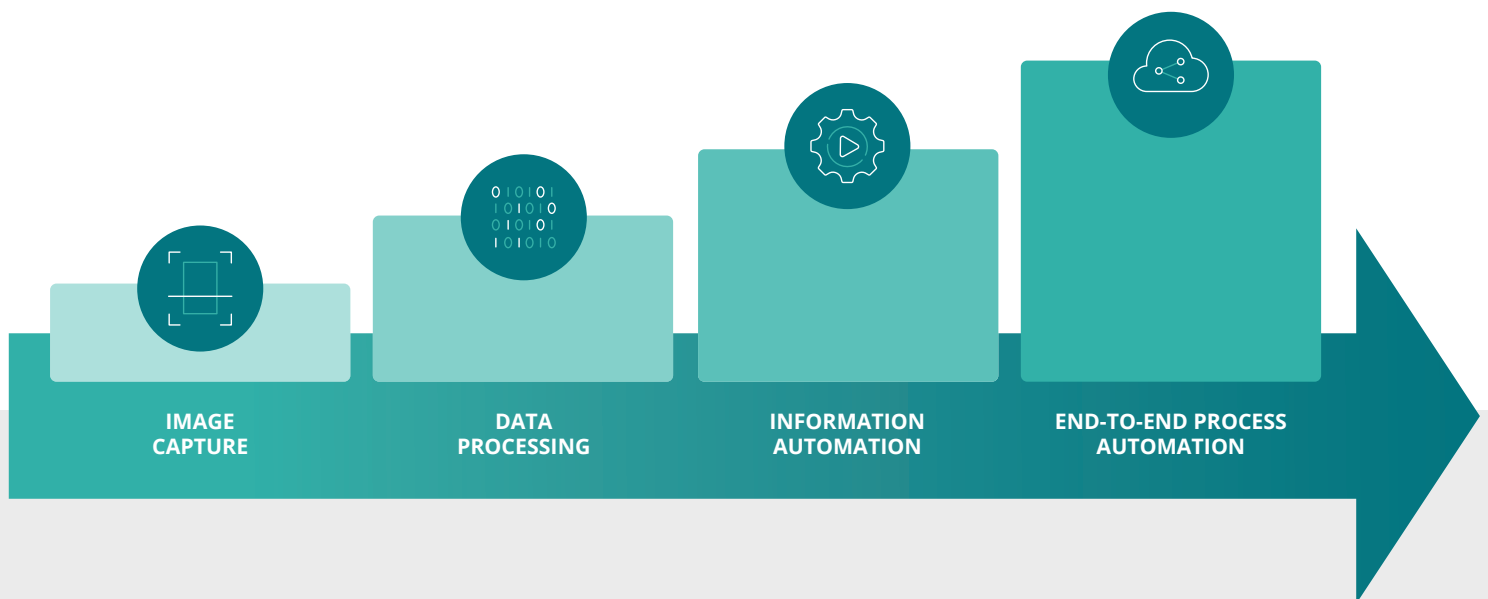 IMAGE
CAPTURE
DATA
PROCESSING
INFORMATION
AUTOMATION
END-TO-END PROCESS
AUTOMATION